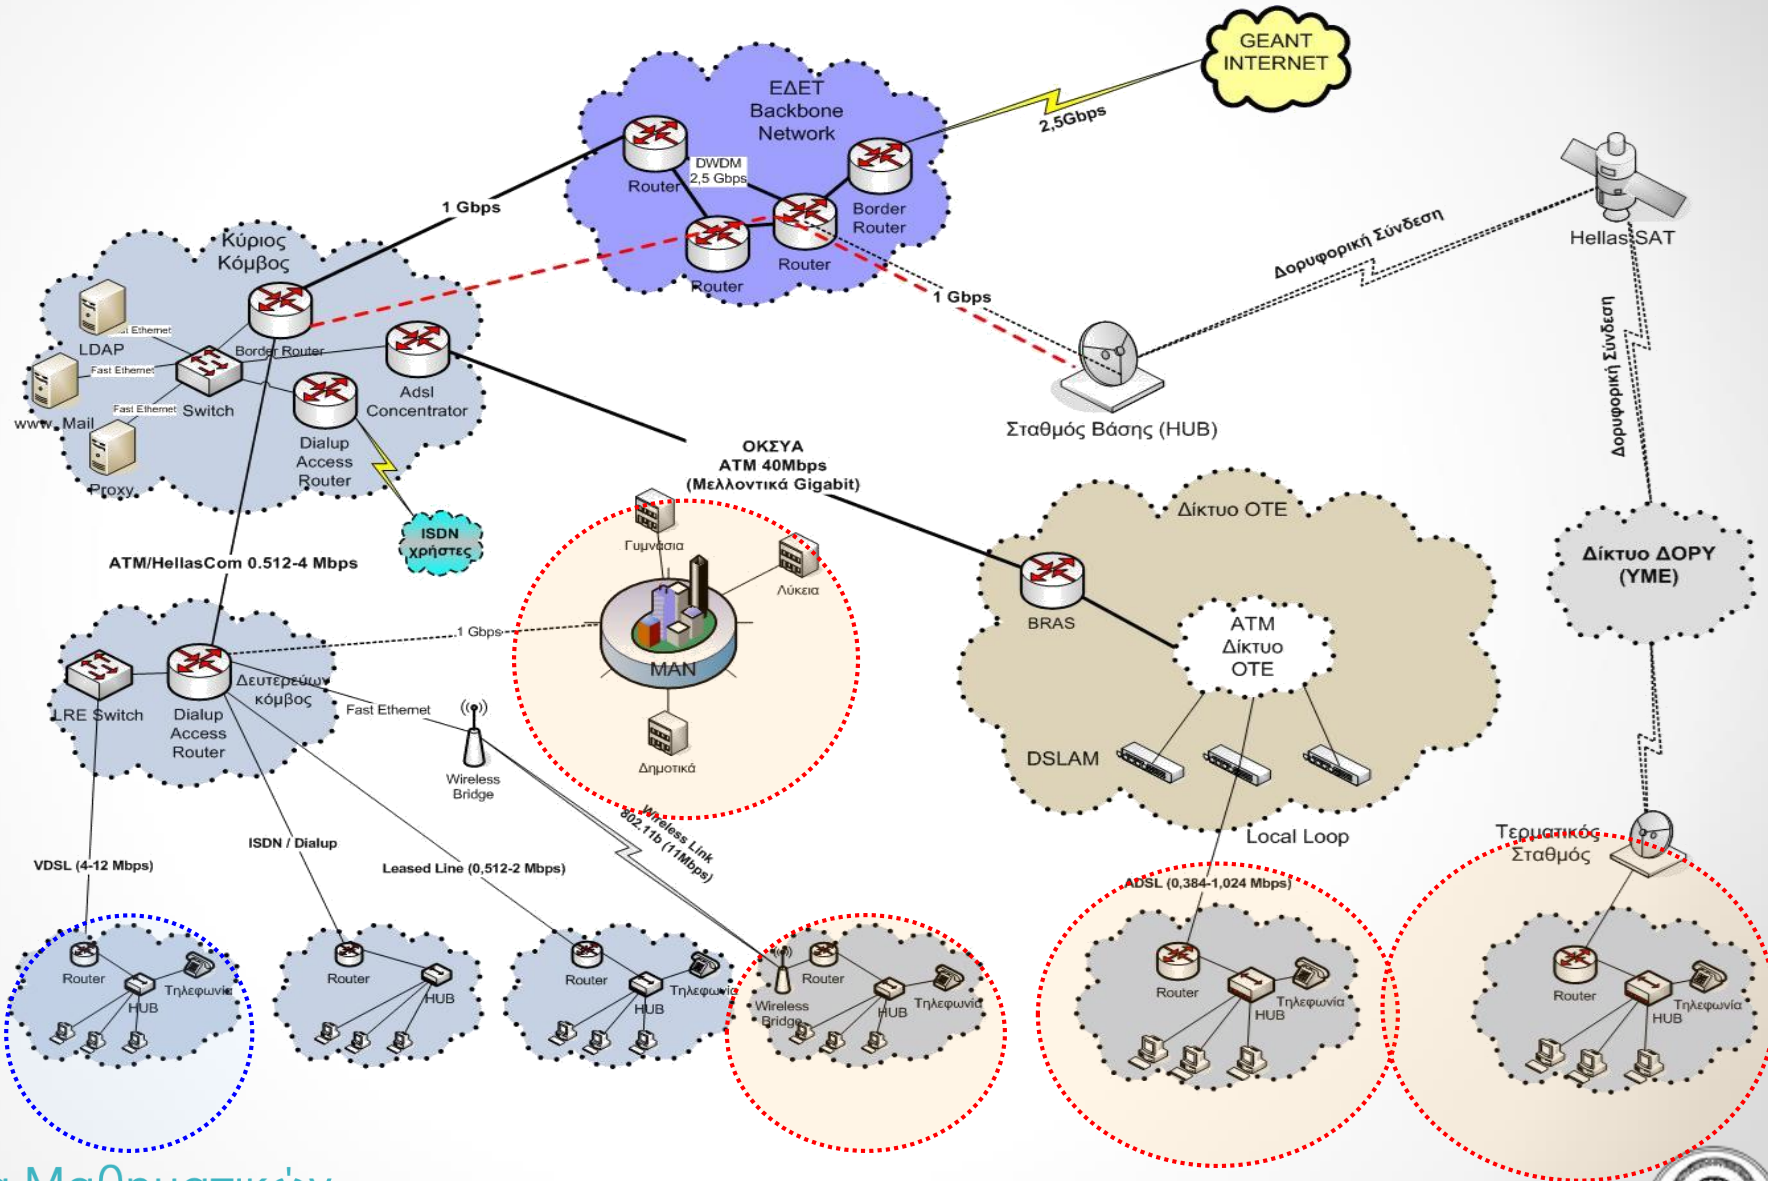 GEANT
INTERNET
ΕΔΕΤ
Backbone
Network
2,5Gbps
DWDM
2,5 Gbps
Router
Border
Router
Router
Router
1 Gbps
Hellas SAT
Δορυφορική Σύνδεση
Δορυφορική Σύνδεση
1 Gbps
Σταθμός Βάσης (HUB)
Κύριος
Κόμβος
Border Router
LDAP
Fast Ethernet
www, Mail
Fast Ethernet
Proxy
Switch
Adsl
Concentrator
Dialup
Access
Router
ISDN
χρήστες
ΟΚΣΥΑ
ATM 40Mbps
(Μελλοντικά Gigabit)
ATM/HellasCom 0.512-4 Mbps
Γυμνάσια
Λύκεια
MAN
Δημοτικά
1 Gbps
Δίκτυο ΟΤΕ
BRAS
ATM
Δίκτυο
ΟΤΕ
DSLAM
Local Loop
Δίκτυο ΔΟΡΥ
(ΥΜΕ)
LRE Switch
Dialup
Access
Router
Δευτερεύων
κόμβος
Fast Ethernet
Wireless
Bridge
Wireless Link
802.11b (11Mbps)
VDSL (4-12 Mbps)
ISDN / Dialup
Leased Line (0,512-2 Mbps)
ADSL (0,384-1,024 Mbps)
Τερματικός
Σταθμός
Router
HUB
Τηλεφωνία
Router
HUB
Router
HUB
Τηλεφωνία
Wireless
Bridge
Router
HUB
Τηλεφωνία
Router
HUB
Τηλεφωνία
Router
HUB
Τηλεφωνία
Μαθηματικών